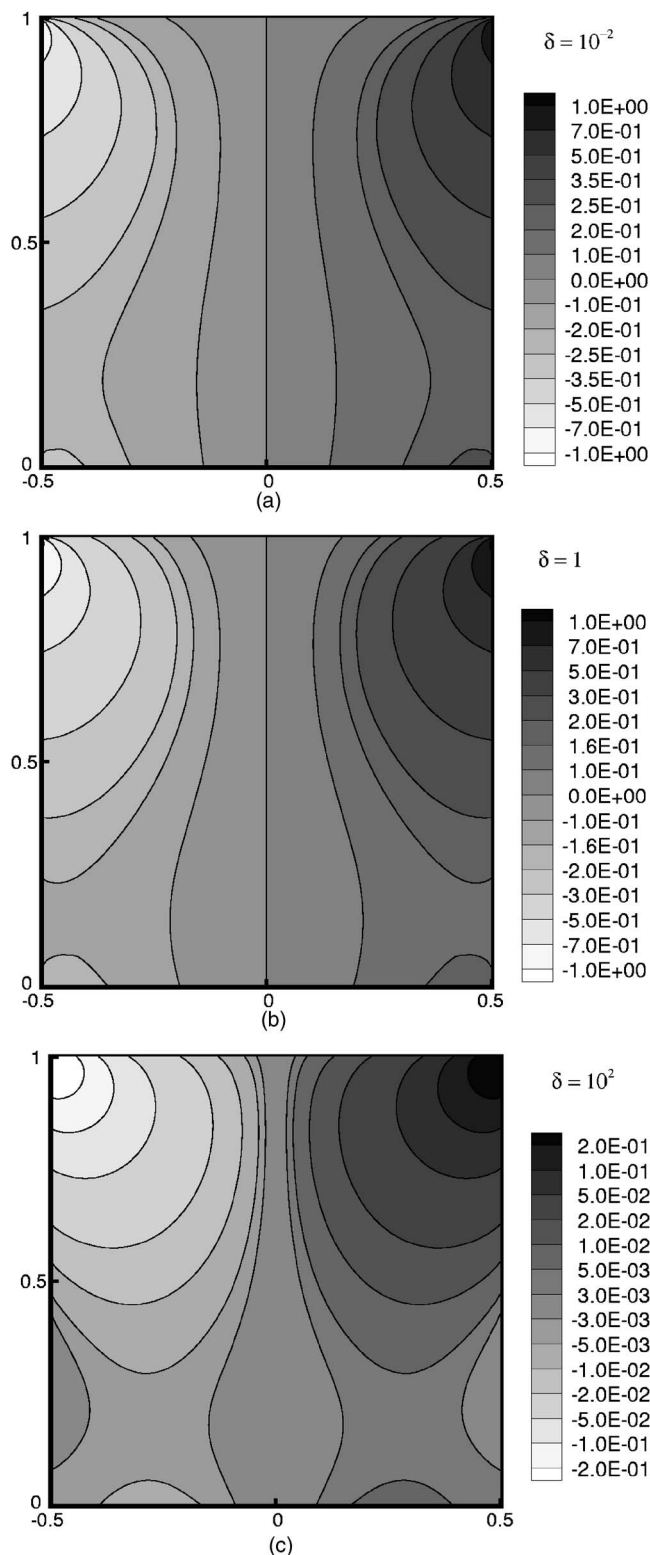 1
δ = 10⁻²
1.0E+00
7.0E-01
5.0E-01
3.5E-01
2.5E-01
2.0E-01
1.0E-01
0.0E+00
-1.0E-01
-2.0E-01
-2.5E-01
-3.5E-01
-5.0E-01
-7.0E-01
-1.0E+00
0.5
0
-0.5 0 0.5
(a)
1
δ = 1
1.0E+00
7.0E-01
5.0E-01
3.0E-01
2.0E-01
1.6E-01
1.0E-01
0.0E+00
-1.0E-01
-1.6E-01
-2.0E-01
-3.0E-01
-5.0E-01
-7.0E-01
-1.0E+00
0.5
0
-0.5 0 0.5
(b)
1
δ = 10²
2.0E-01
1.0E-01
5.0E-02
2.0E-02
1.0E-02
5.0E-03
3.0E-03
-3.0E-03
-5.0E-03
-1.0E-02
-2.0E-02
-5.0E-02
-1.0E-01
-2.0E-01
0.5
0
-0.5 0 0.5
(c)